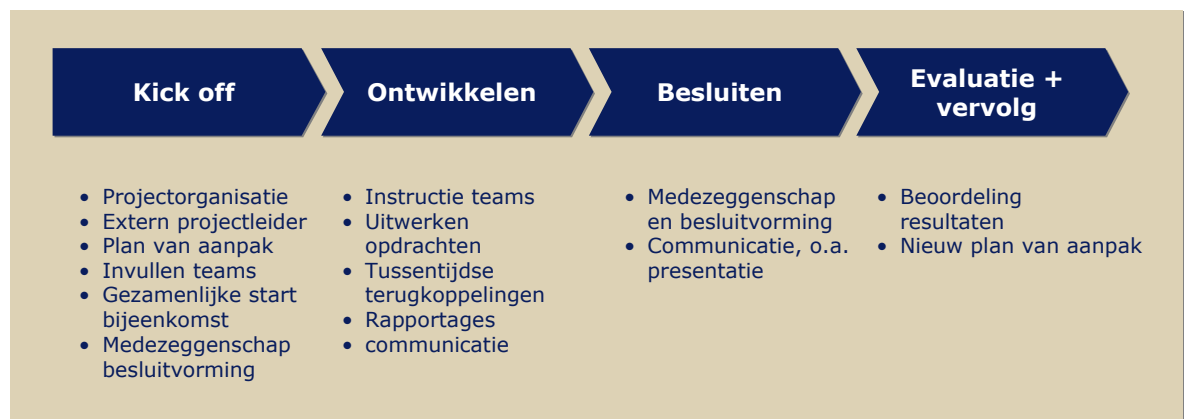 Kick off
Ontwikkelen
Besluiten
Evaluatie +
vervolg
• Projectorganisatie
• Extern projectleider
• Plan van aanpak
• Invullen teams
• Gezamenlijke start
bijeenkomst
• Medezeggenschap
besluitvorming
• Instructie teams
• Uitwerken
opdrachten
• Tussentijdse
terugkoppelingen
• Rapportages
• communicatie
• Medezeggenschap
en besluitvorming
• Communicatie, o.a.
presentatie
• Beoordeling
resultaten
• Nieuw plan van aanpak